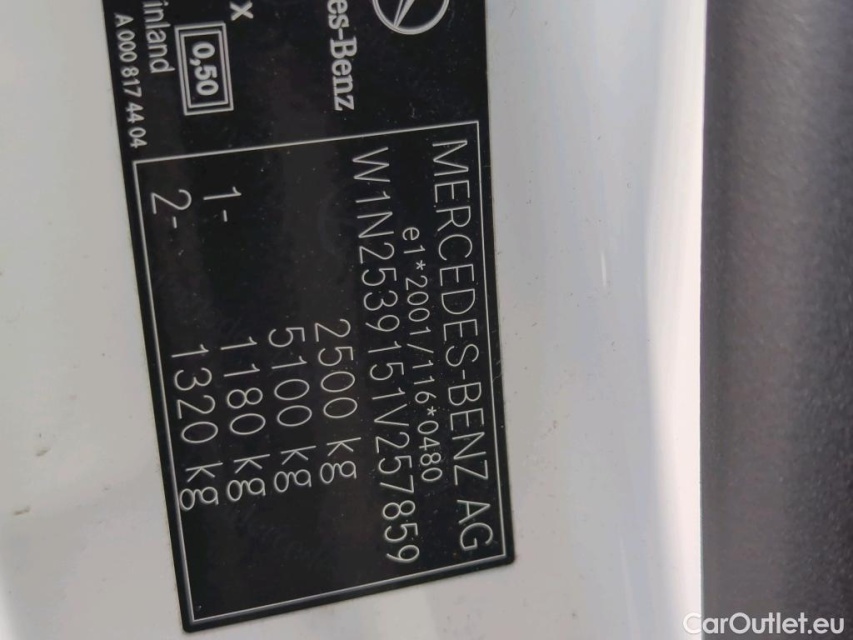 es-Benz
x
0,50
inland
A 000 817 44 04
MERCEDES-BENZ AG
e1*2001/116*0480
W1N2539151V257859
2500 kg
5100 kg
1- 1180 kg
2- 1320 kg
CarOutlet.eu